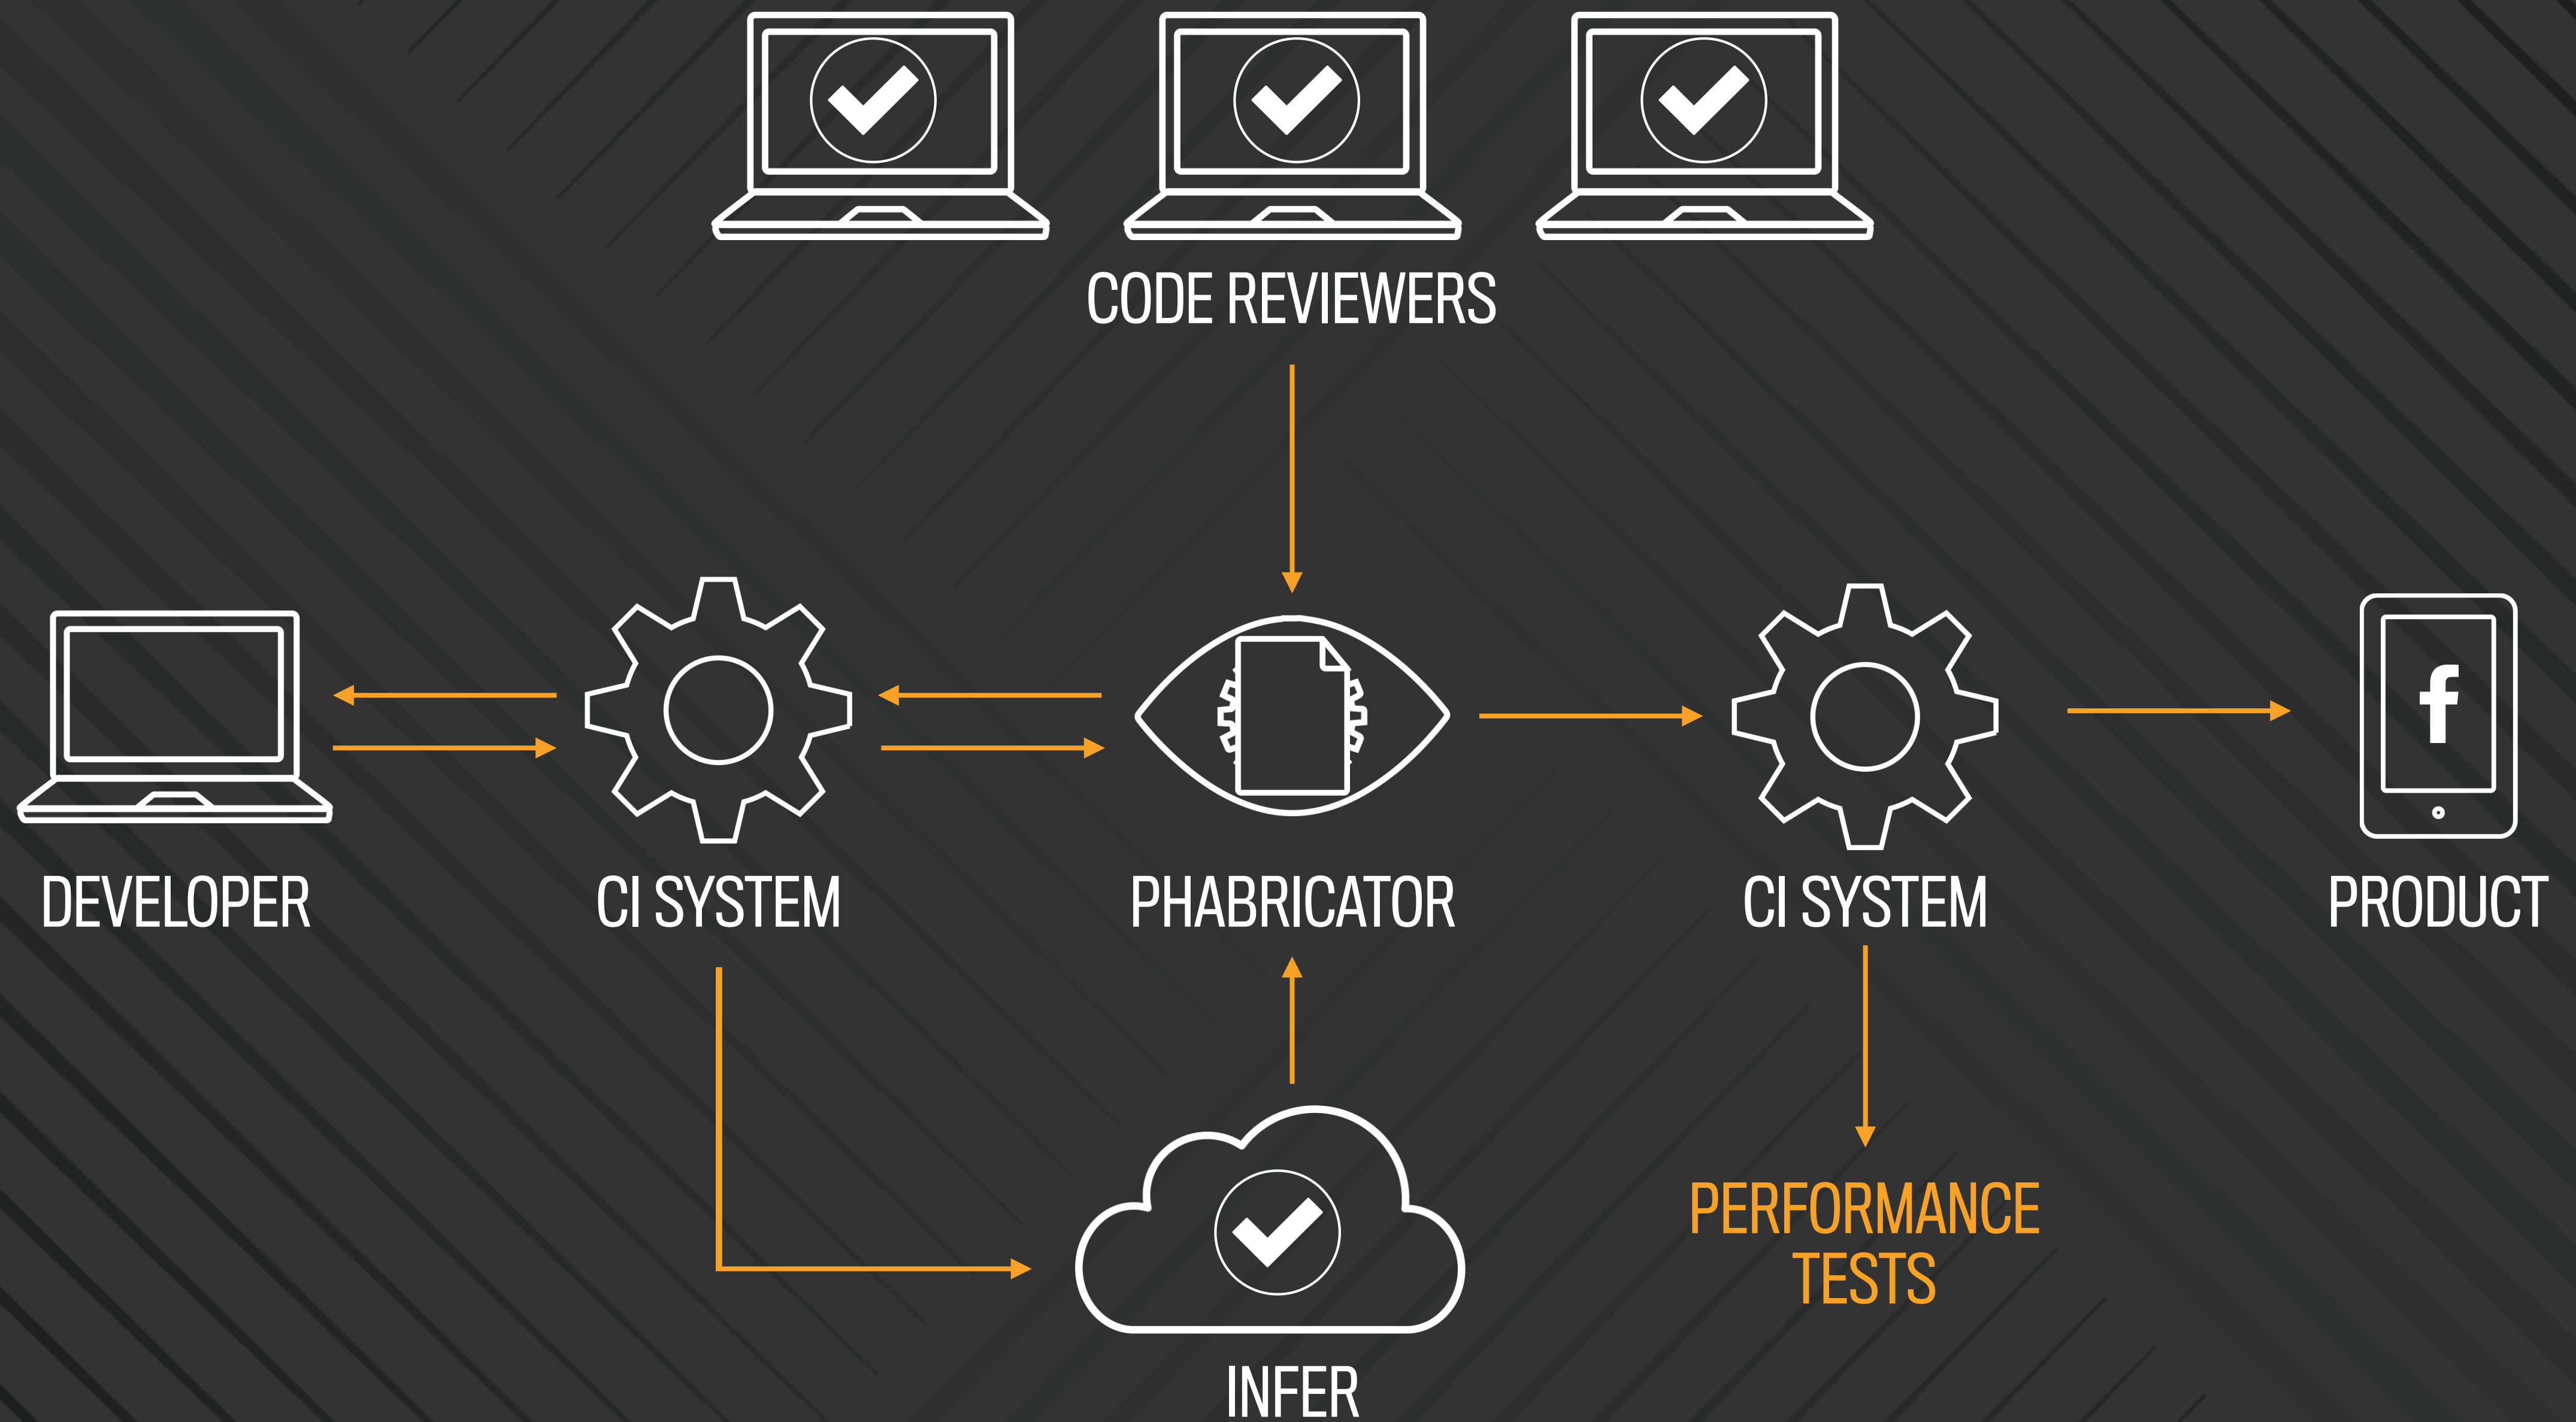 CODE REVIEWERS
DEVELOPER
CI SYSTEM
PHABRICATOR
CI SYSTEM
f
PRODUCT
PERFORMANCE
TESTS
INFER